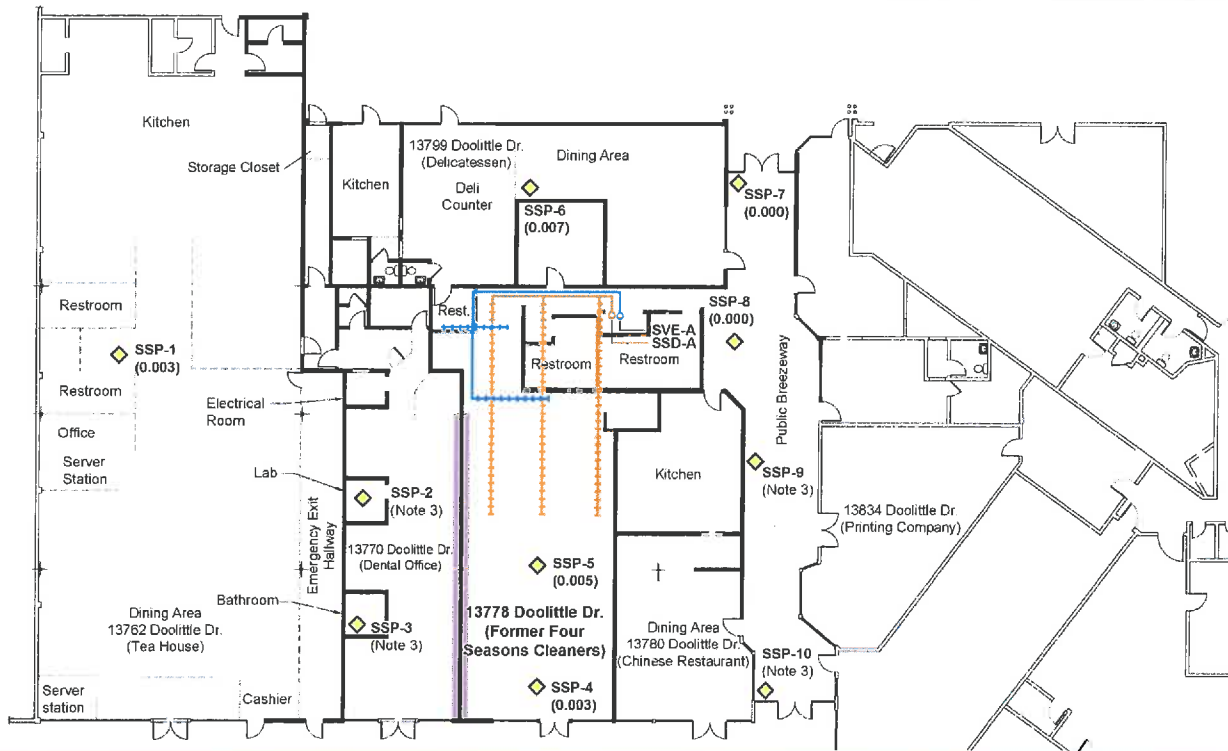 Kitchen
Storage Closet
Restroom
SSP-1
(0.003)
Restroom
Office
Server
Station
Dining Area
13762 Doolittle Dr.
(Tea House)
Server
station
Cashier
Emergency Exit
Hallway
Electrical
Room
Lab
SSP-2
(Note 3)
13770 Doolittle Dr.
(Dental Office)
Bathroom
SSP-3
(Note 3)
Kitchen
13799 Doolittle Dr.
(Delicatessen)
Deli
Counter
Dining Area
SSP-6
(0.007)
Rest.
SVE-A
SSD-A
Restroom
Restroom
SSP-5
(0.005)
13778 Doolittle Dr.
(Former Four
Seasons Cleaners)
SSP-4
(0.003)
Kitchen
Dining Area
13780 Doolittle Dr.
(Chinese Restaurant)
SSP-7
(0.000)
SSP-8
(0.000)
Public Breezeway
SSP-9
(Note 3)
SSP-10
(Note 3)
13834 Doolittle Dr.
(Printing Company)